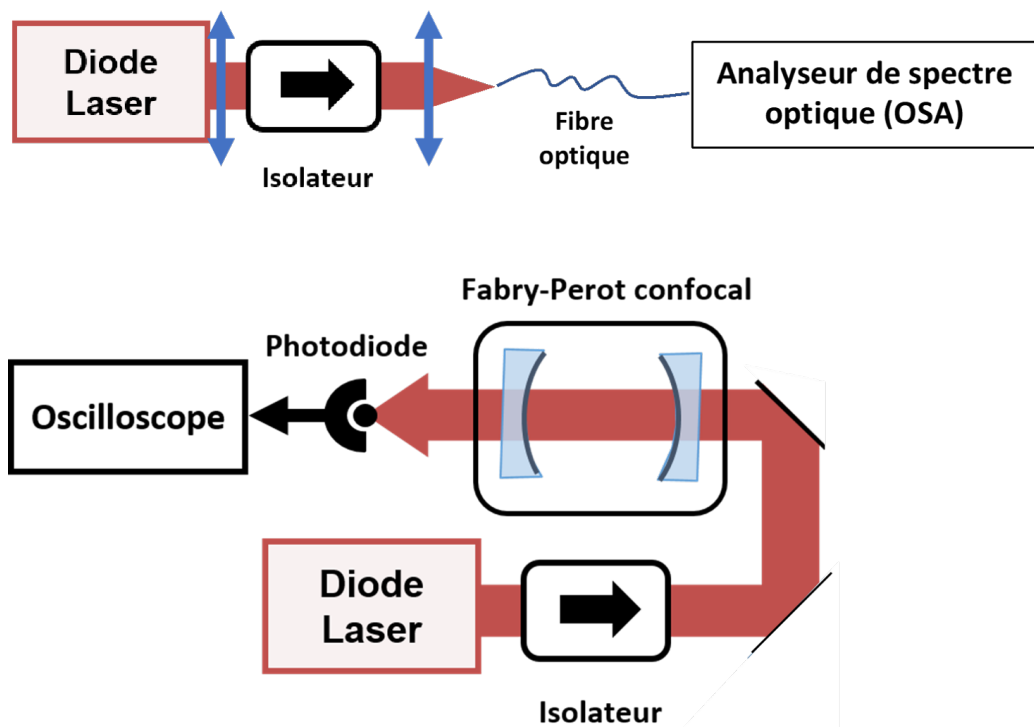 Diode
Laser
Isolateur
Fibre
optique
Analyseur de spectre
optique (OSA)
Fabry-Perot confocal
Photodiode
Oscilloscope
Diode
Laser
Isolateur